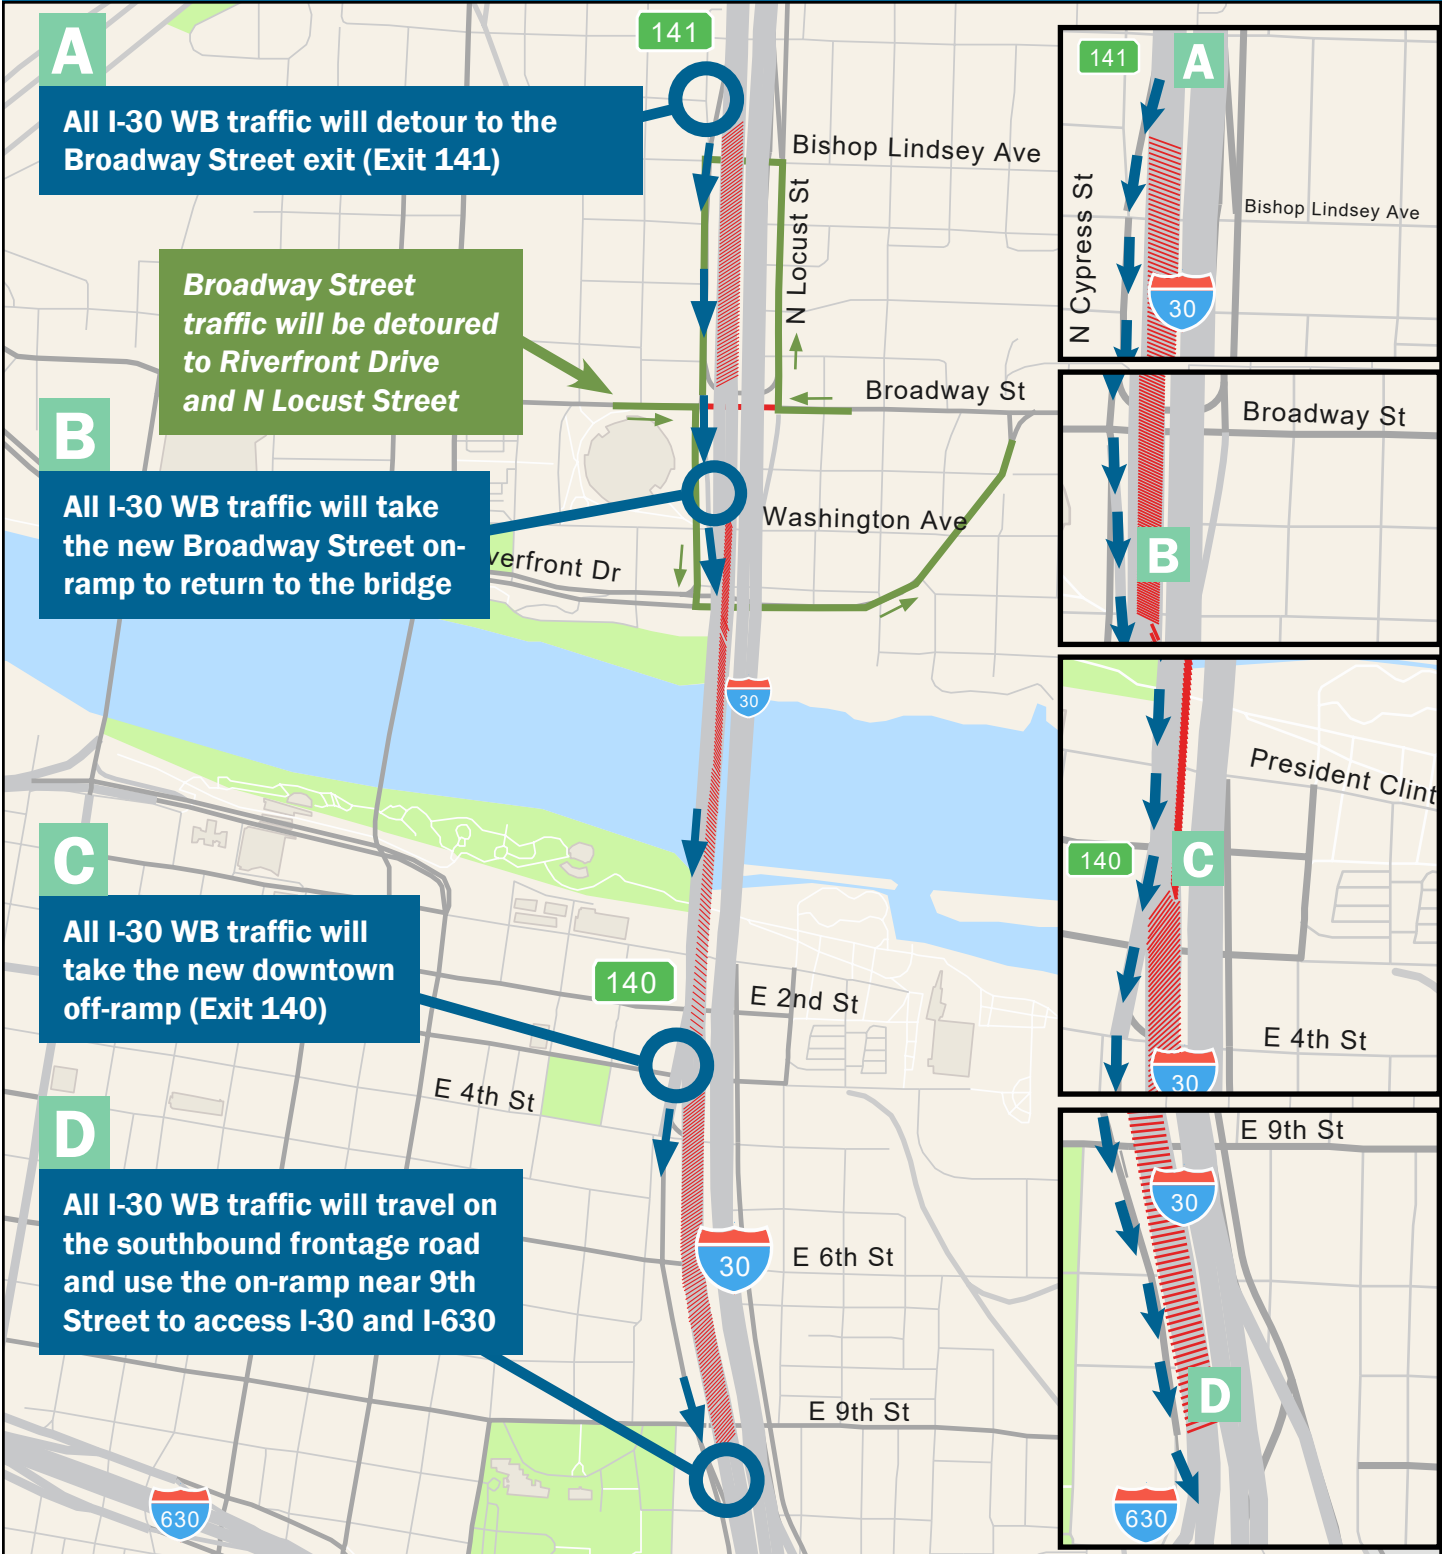 A
All I-30 WB traffic will detour to the
Broadway Street exit (Exit 141)
141
Bishop Lindsey Ave
N Locust St
Broadway Street
traffic will be detoured
to Riverfront Drive
and N Locust Street
Broadway St
B
All I-30 WB traffic will take
the new Broadway Street on-
ramp to return to the bridge
Washington Ave
verfront Dr
30
C
All I-30 WB traffic will
take the new downtown
off-ramp (Exit 140)
140
E 2nd St
E 4th St
D
All I-30 WB traffic will travel on
the southbound frontage road
and use the on-ramp near 9th
Street to access I-30 and I-630
30
E 6th St
E 9th St
630
141
A
N Cypress St
Bishop Lindsey Ave
30
Broadway St
B
President Clint
140
C
E 4th St
30
E 9th St
30
D
630